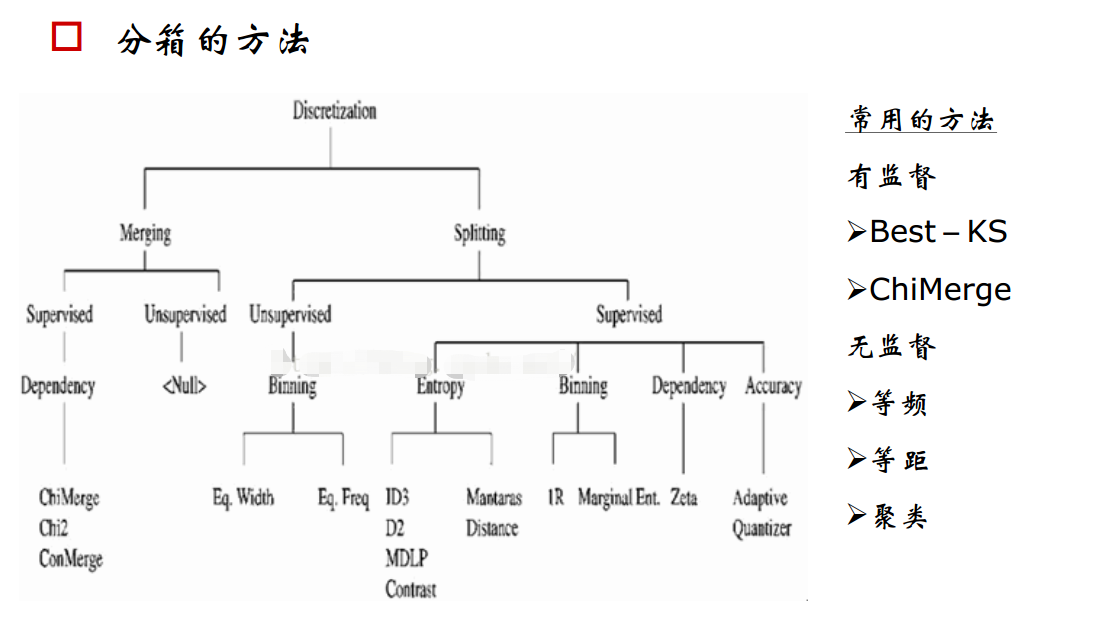 分箱的方法
Discretization
Merging Splitting
Supervised Unsupervised Unsupervised Supervised
Dependency <Null> Binning Entropy Binning Dependency Accuracy
ChiMerge Eq. Width Eq. Freq ID3 Mantaras 1R Marginal Ent. Zeta Adaptive
Chi2 D2 Distance Quantizer
ConMerge MDLP
Contrast
常用的方法
有监督
➢Best – KS
➢ChiMerge
无监督
➢等频
➢等距
➢聚类